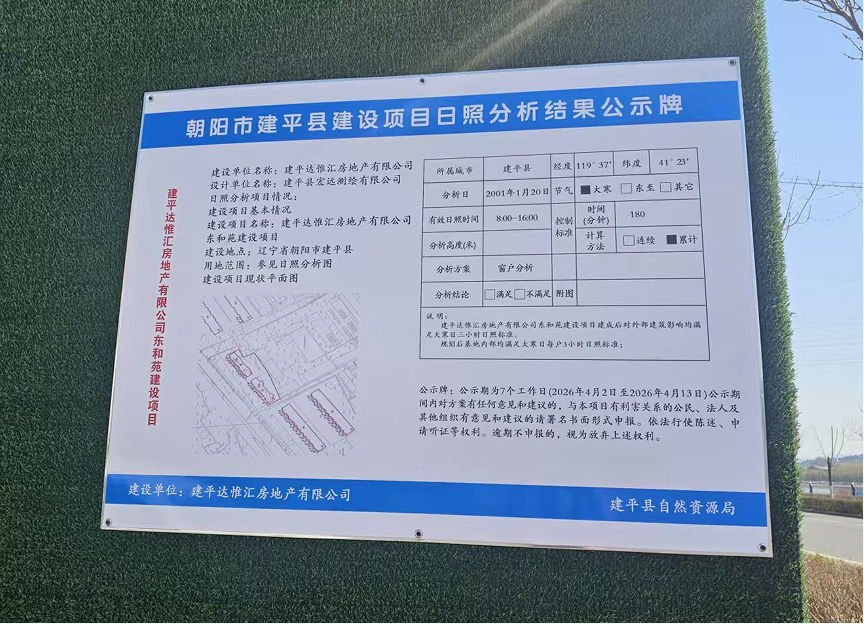 朝阳市建平县建设项目日照分析结果公示牌
建平达惟汇房地产有限公司东和苑建设项目
建设单位名称：建平达惟汇房地产有限公司
设计单位名称：建平县宏远测绘有限公司
日照分析项目情况：
建设项目基本情况
建设项目名称：建平达惟汇房地产有限公司
东和苑建设项目
建设地点：辽宁省朝阳市建平县
用地范围：参见日照分析图
建设项目现状平面图
所属城市 建平县 经度 119°37′ 纬度 41°23′
分析日 2001年1月20日 节气 ■大寒 □冬至 □其它
有效日照时间 8:00-16:00 控制标准 时间(分钟) 180
分析高度(米) 计算方法 □连续 ■累计
分析方案 窗户分析
分析结论 □满足□不满足 附图
说明：
建平达惟汇房地产有限公司东和苑建设项目建成后对外部建筑影响均满
足大寒日三小时日照标准。
规划后基地内部均满足大寒日每户3小时日照标准；
公示牌：公示期为7个工作日(2026年4月2日至2026年4月13日)公示期
间内对方案有任何意见和建议的，与本项目有利害关系的公民、法人及
其他组织有意见和建议的请署名书面形式申报。依法行使陈述、申
请听证等权利。逾期不申报的，视为放弃上述权利。
建设单位：建平达惟汇房地产有限公司
建平县自然资源局